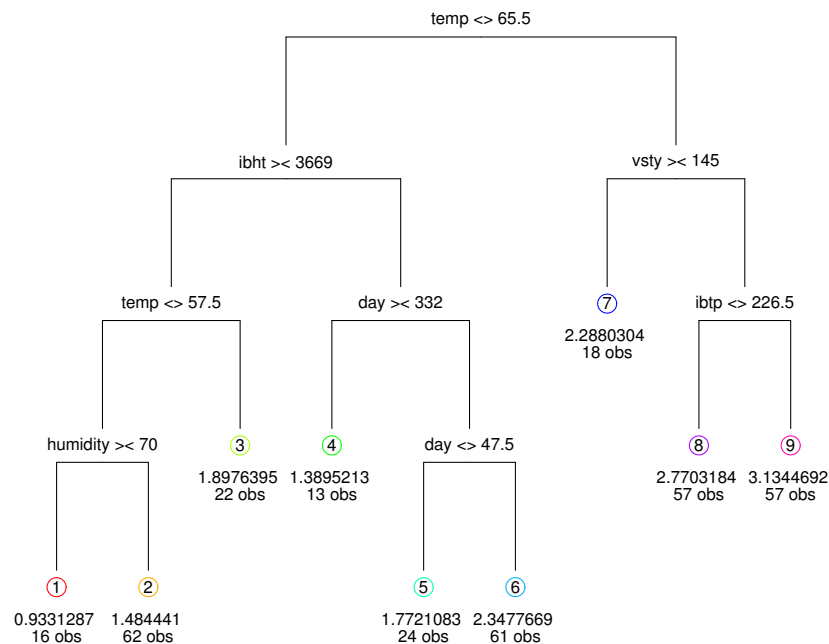 temp <> 65.5
ibht >< 3669
vsty >< 145
temp <> 57.5
day >< 332
7
ibtp <> 226.5
2.2880304
18 obs
humidity >< 70
3
4
day <> 47.5
8
9
1.8976395
22 obs
1.3895213
13 obs
2.7703184
57 obs
3.1344692
57 obs
1
2
5
6
0.9331287
16 obs
1.484441
62 obs
1.7721083
24 obs
2.3477669
61 obs